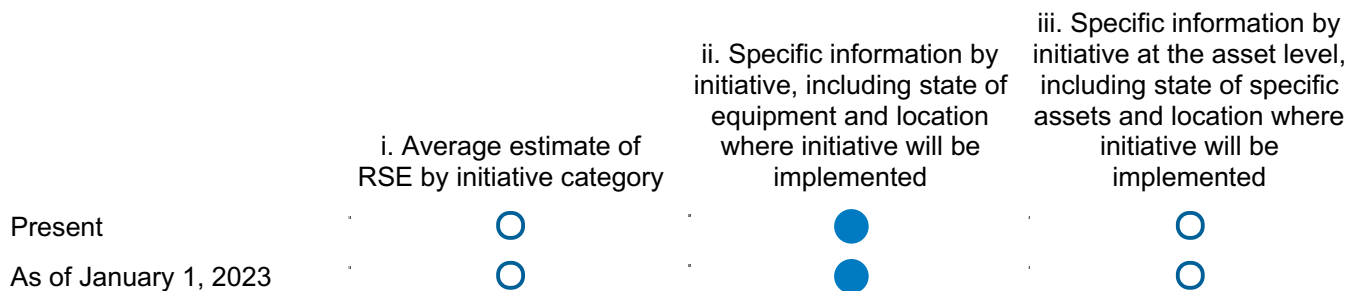 i. Average estimate of
RSE by initiative category
ii. Specific information by
initiative, including state of
equipment and location
where initiative will be
implemented
iii. Specific information by
initiative at the asset level,
including state of specific
assets and location where
initiative will be
implemented
Present
As of January 1, 2023